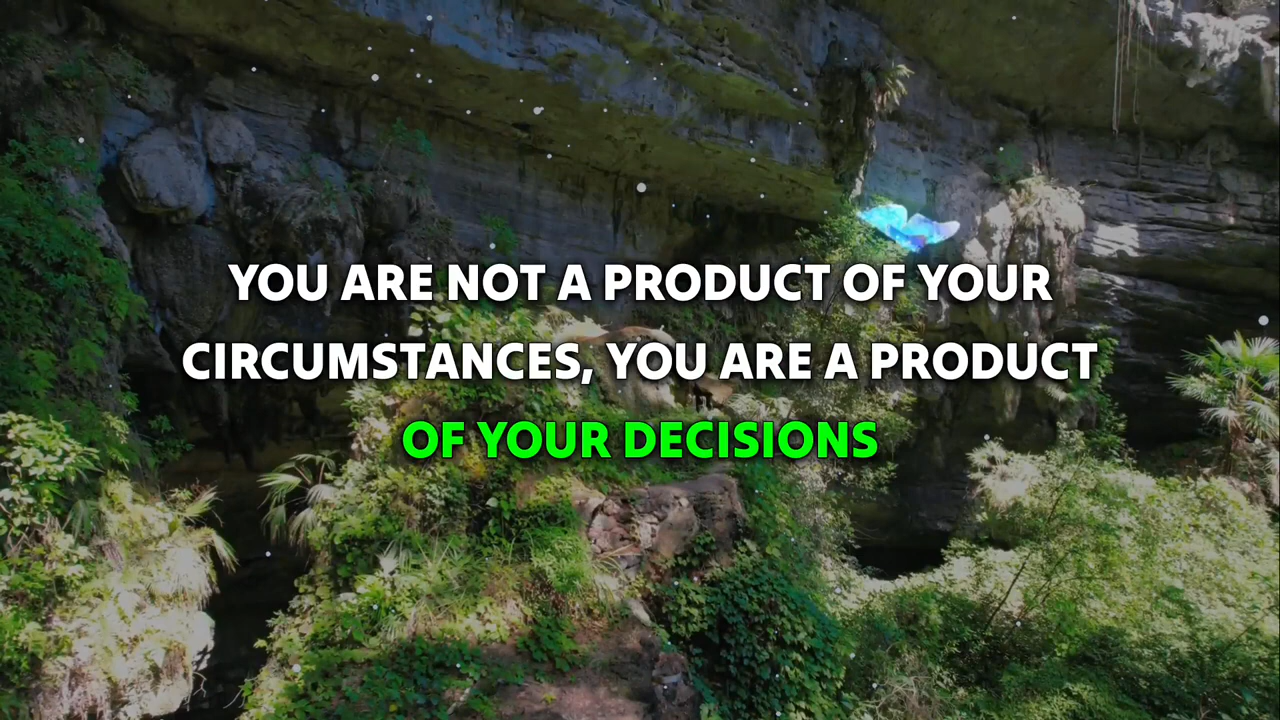 YOU ARE NOT A PRODUCT OF YOUR
CIRCUMSTANCES, YOU ARE A PRODUCT
OF YOUR DECISIONS